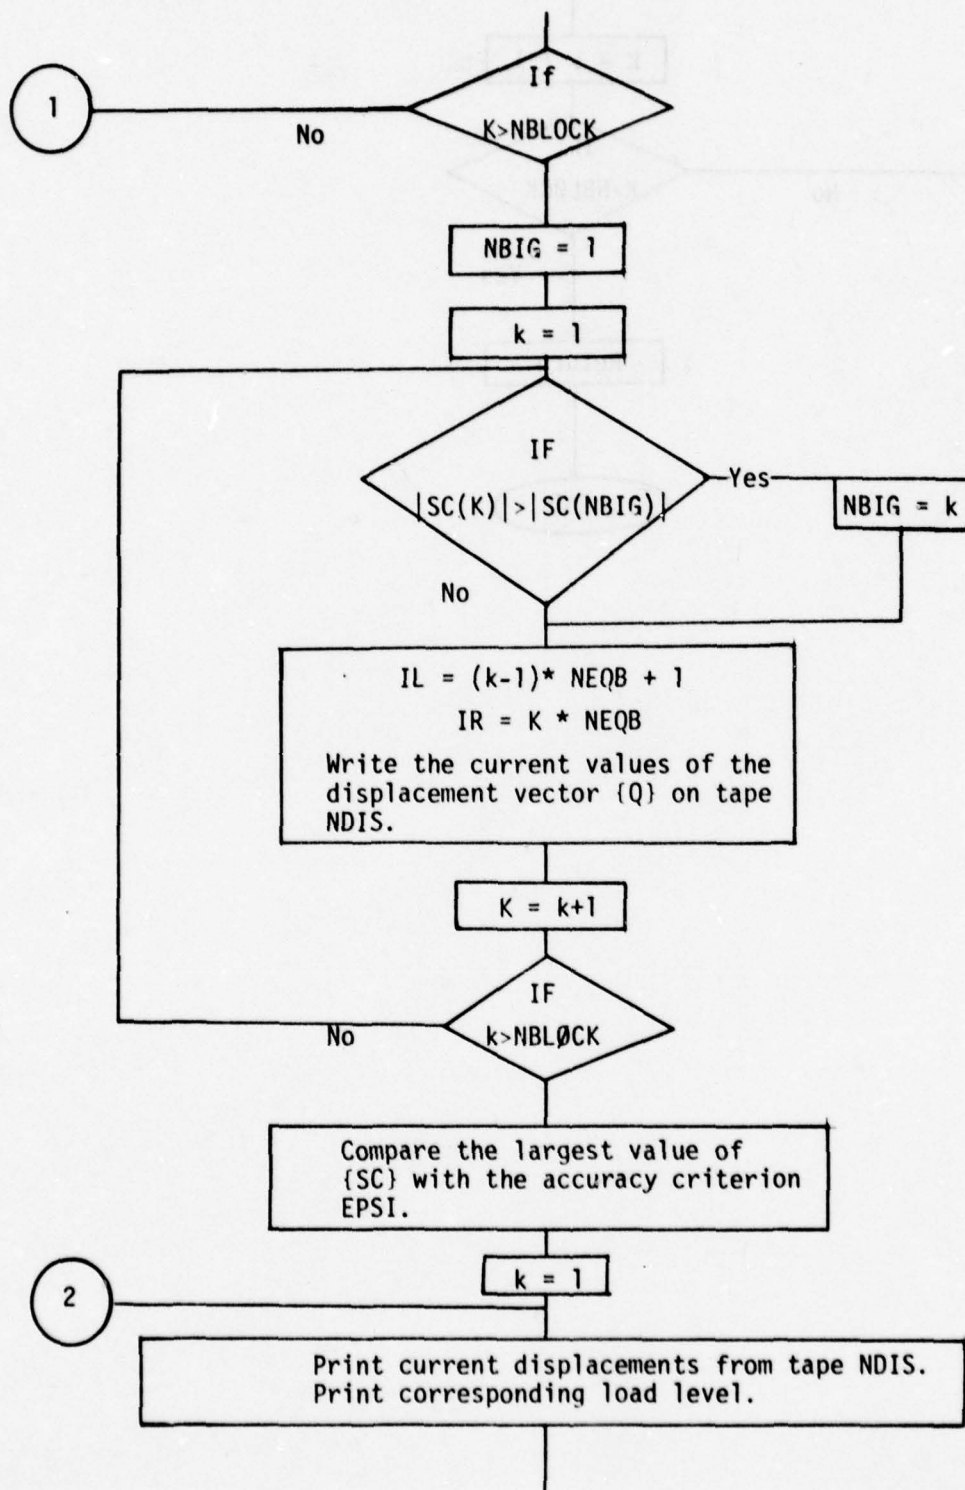 If
1
K>NBLOCK
No
NBIG = 1
k = 1
IF
Yes
|SC(K)|>|SC(NBIG)|
NBIG = k
No
IL = (k-1)* NEQB + 1
IR = K * NEQB
Write the current values of the
displacement vector {Q} on tape
NDIS.
K = k+1
IF
k>NBLØCK
No
Compare the largest value of
{SC} with the accuracy criterion
EPSI.
k = 1
2
Print current displacements from tape NDIS.
Print corresponding load level.